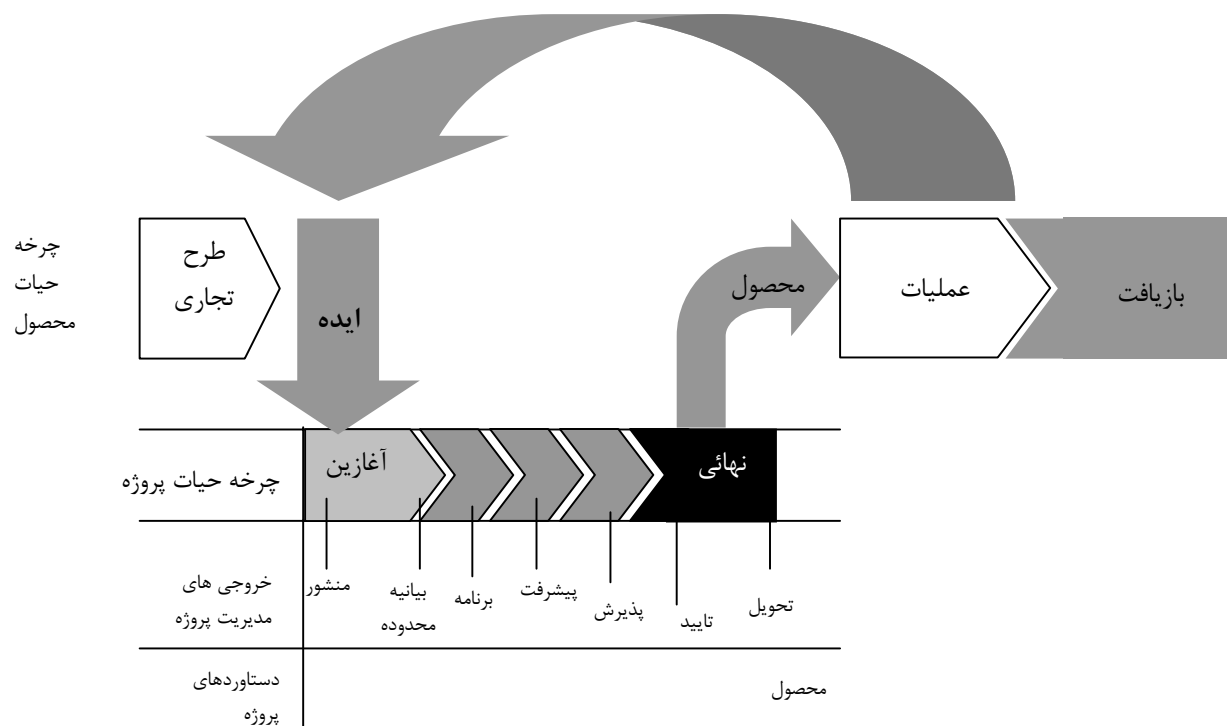 چرخه
حیات
محصول
طرح
تجاری
ایده
محصول
عملیات
بازیافت
چرخه حیات پروژه
آغازین
نهائی
خروجی های
مدیریت پروژه
منشور
بیانیه
محدوده
برنامه
پیشرفت
پذیرش
تایید
تحویل
دستاوردهای
پروژه
محصول